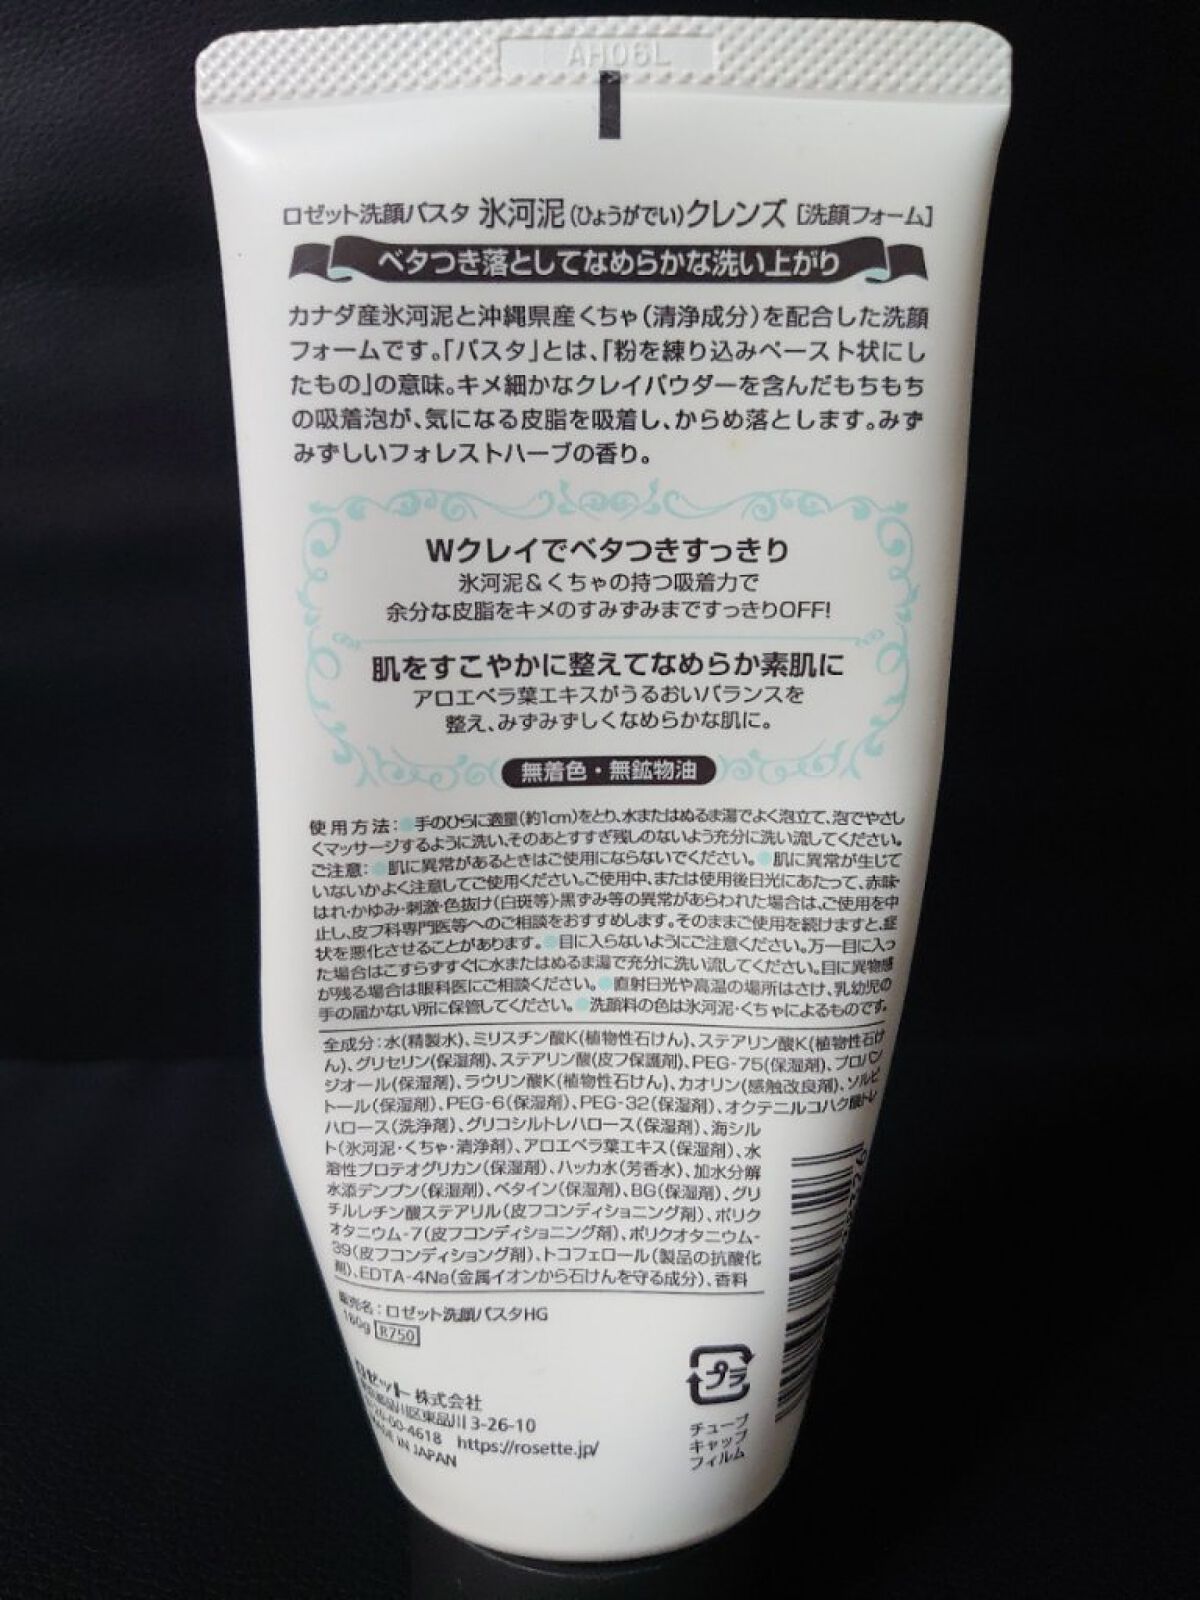 AH06L
ロゼット洗顔パスタ 氷河泥(ひょうがでい)クレンズ [洗顔フォーム]
ベタつき落としてなめらかな洗い上がり
カナダ産氷河泥と沖縄県産くちゃ(清浄成分)を配合した洗顔
フォームです。「パスタ」とは、「粉を練り込みペースト状にし
たもの」の意味。キメ細かなクレイパウダーを含んだもちもち
の吸着泡が、気になる皮脂を吸着し、からめ落とします。みず
みずしいフォレストハーブの香り。
Wクレイでベタつきすっきり
氷河泥&くちゃの持つ吸着力で
余分な皮脂をキメのすみずみまですっきりOFF!
肌をすこやかに整えてなめらか素肌に
アロエベラ葉エキスがうるおいバランスを
整え、みずみずしくなめらかな肌に。
無着色・無鉱物油
使用方法:●手のひらに適量(約1cm)をとり、水またはぬるま湯でよく泡立て、泡でやさし
くマッサージするように洗い、そのあとすすぎ残しのないよう充分に洗い流してください。
ご注意:●肌に異常があるときはご使用にならないでください。●肌に異常が生じて
いないかよく注意してご使用ください。ご使用中、または使用後日光にあたって、赤味・
はれ・かゆみ・刺激・色抜け(白斑等)・黒ずみ等の異常があらわれた場合は、ご使用を中
止し、皮フ科専門医等へのご相談をおすすめします。そのままご使用を続けますと、症
状を悪化させることがあります。●目に入らないようにご注意ください。万一目に入っ
た場合はこすらずすぐに水またはぬるま湯で充分に洗い流してください。目に異物感
が残る場合は眼科医にご相談ください。●直射日光や高温の場所はさけ、乳幼児の
手の届かない所に保管してください。●洗顔料の色は氷河泥・くちゃによるものです。
全成分:水(精製水)、ミリスチン酸K(植物性石けん)、ステアリン酸K(植物性石け
ん)、グリセリン(保湿剤)、ステアリン酸(皮フ保護剤)、PEG-75(保湿剤)、プロパン
ジオール(保湿剤)、ラウリン酸K(植物性石けん)、カオリン(感触改良剤)、ソルビ
トール(保湿剤)、PEG-6(保湿剤)、PEG-32(保湿剤)、オクテニルコハク酸トレ
ハロース(洗浄剤)、グリコシルトレハロース(保湿剤)、海シル
ト(氷河泥・くちゃ・清浄剤)、アロエベラ葉エキス(保湿剤)、水
溶性プロテオグリカン(保湿剤)、ハッカ水(芳香水)、加水分解
水添デンプン(保湿剤)、ベタイン(保湿剤)、BG(保湿剤)、グリ
チルレチン酸ステアリル(皮フコンディショニング剤)、ポリク
オタニウム-7(皮フコンディショニング剤)、ポリクオタニウム-
39(皮フコンディショング剤)、トコフェロール(製品の抗酸化
剤)、EDTA-4Na(金属イオンから石けんを守る成分)、香料
販売名:ロゼット洗顔パスタHG
R750
ロゼット株式会社
品川区東品川 3-26-10
00-4618 https://rosette.jp/
MADE IN JAPAN
プラ
チューブ
キャップ
フィルム